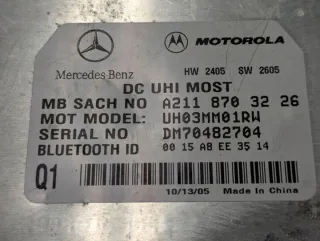 MOTOROLA
Mercedes-Benz HW 2405 SW 2605
DC UHI MOST
MB SACH NO A211 870 32 26
MOT MODEL: UH03MM01RW
SERIAL NO DM70482704
BLUETOOTH ID 00 15 A8 EE 35 14
Q1
10/13/05 Made In China